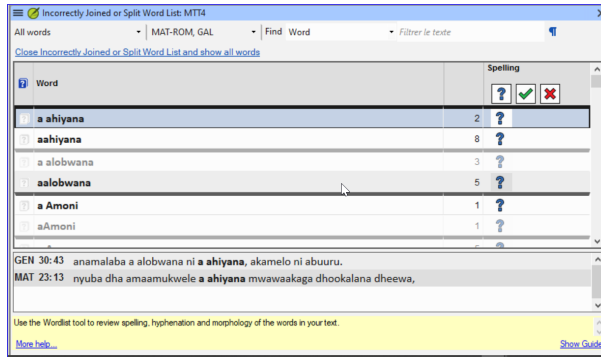 Incorrectly Joined or Split Word List: MTT4
All words MAT-ROM, GAL Find Word Filtrer le texte ¶
Close Incorrectly Joined or Split Word List and show all words
Word Spelling
a ahiyana 2
aahiyana 8
a alobwana 3
aalobwana 5
a Amoni 1
aAmoni 1
GEN 30:43 anamalaba a alobwana ni a ahiyana, akamelo ni abuuru.
MAT 23:13 nyuba dha amaamukwele a ahiyana mwawaakaga dhookalana dheewa,
Use the Wordlist tool to review spelling, hyphenation and morphology of the words in your text.
More help... Show Guide